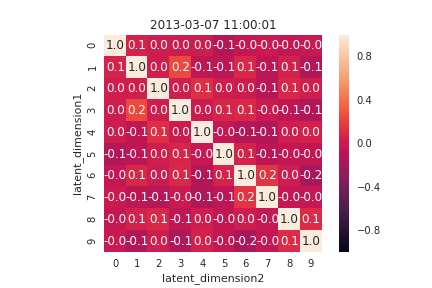 2013-03-07 11:00:01
0 1.0 0.1 0.0 0.0 -0.0 -0.1 -0.0 -0.0 -0.0 -0.0
1 0.1 1.0 0.0 0.2 -0.1 -0.1 0.1 -0.1 0.1 -0.1
2 0.0 0.0 1.0 0.0 0.1 0.0 0.0 -0.1 0.1 0.0
3 0.0 0.2 0.0 1.0 0.0 0.1 0.1 -0.0 -0.1 -0.1
4 -0.0 -0.1 0.1 0.0 1.0 -0.0 -0.1 -0.1 0.0 0.0
5 -0.1 -0.1 0.0 0.1 -0.0 1.0 0.1 -0.1 -0.0 -0.0
6 -0.0 0.1 0.0 0.1 -0.1 0.1 1.0 0.2 -0.0 -0.2
7 -0.0 -0.1 -0.1 -0.0 -0.1 -0.1 0.2 1.0 -0.0 -0.0
8 -0.0 0.1 0.1 -0.1 0.0 -0.0 -0.0 -0.0 1.0 0.1
9 -0.0 -0.1 0.0 -0.1 0.0 -0.0 -0.2 -0.0 0.1 1.0
0 1 2 3 4 5 6 7 8 9
latent_dimension2
latent_dimension1
0.8
0.4
0.0
-0.4
-0.8